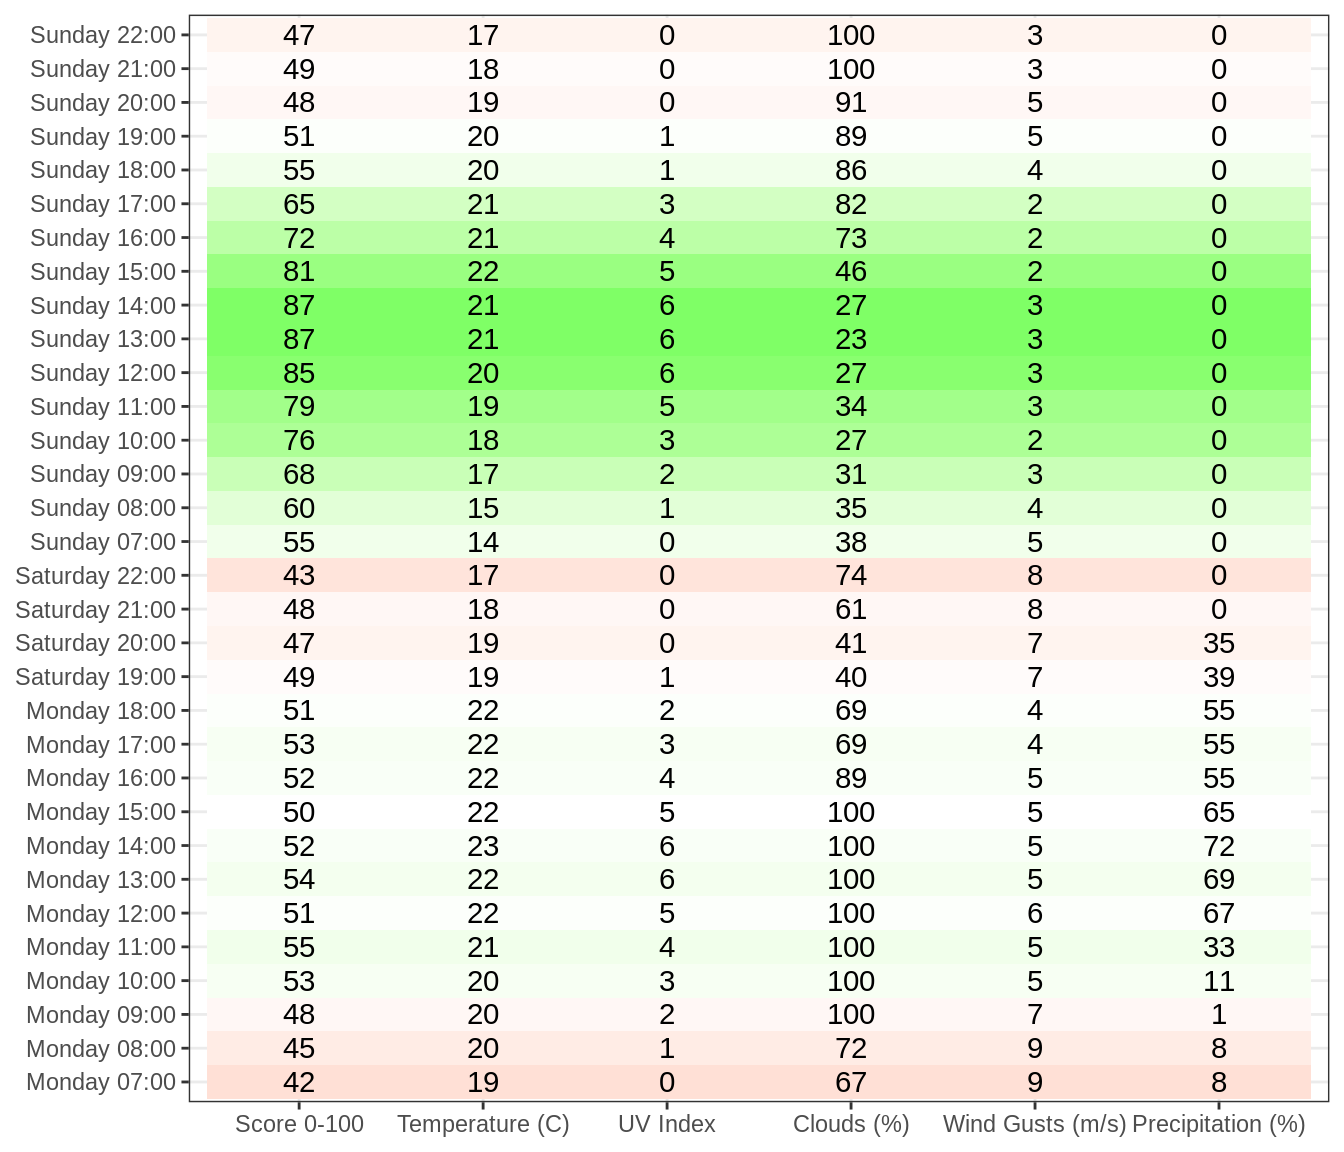 Sunday 22:00 47 17 0 100 3 0
Sunday 21:00 49 18 0 100 3 0
Sunday 20:00 48 19 0 91 5 0
Sunday 19:00 51 20 1 89 5 0
Sunday 18:00 55 20 1 86 4 0
Sunday 17:00 65 21 3 82 2 0
Sunday 16:00 72 21 4 73 2 0
Sunday 15:00 81 22 5 46 2 0
Sunday 14:00 87 21 6 27 3 0
Sunday 13:00 87 21 6 23 3 0
Sunday 12:00 85 20 6 27 3 0
Sunday 11:00 79 19 5 34 3 0
Sunday 10:00 76 18 3 27 2 0
Sunday 09:00 68 17 2 31 3 0
Sunday 08:00 60 15 1 35 4 0
Sunday 07:00 55 14 0 38 5 0
Saturday 22:00 43 17 0 74 8 0
Saturday 21:00 48 18 0 61 8 0
Saturday 20:00 47 19 0 41 7 35
Saturday 19:00 49 19 1 40 7 39
Monday 18:00 51 22 2 69 4 55
Monday 17:00 53 22 3 69 4 55
Monday 16:00 52 22 4 89 5 55
Monday 15:00 50 22 5 100 5 65
Monday 14:00 52 23 6 100 5 72
Monday 13:00 54 22 6 100 5 69
Monday 12:00 51 22 5 100 6 67
Monday 11:00 55 21 4 100 5 33
Monday 10:00 53 20 3 100 5 11
Monday 09:00 48 20 2 100 7 1
Monday 08:00 45 20 1 72 9 8
Monday 07:00 42 19 0 67 9 8
Score 0-100 Temperature (C) UV Index Clouds (%) Wind Gusts (m/s) Precipitation (%)